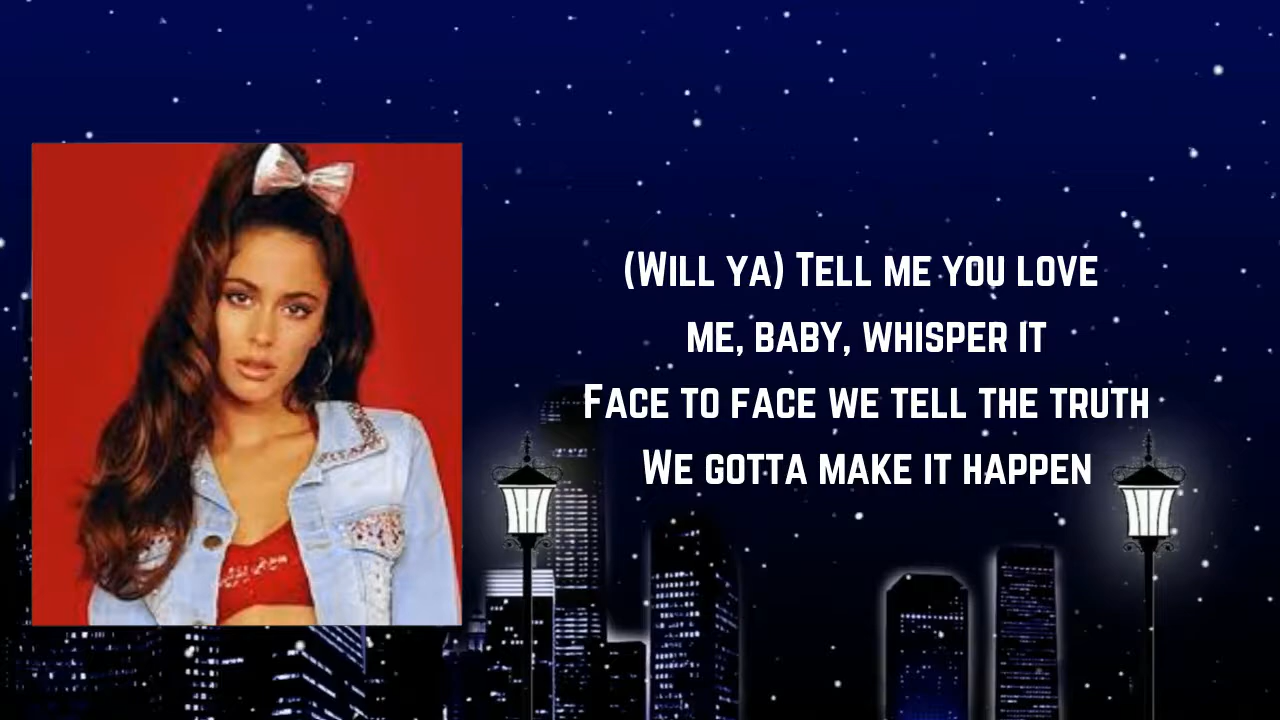 (Will ya) Tell me you love
me, baby, whisper it
Face to face we tell the truth
We gotta make it happen